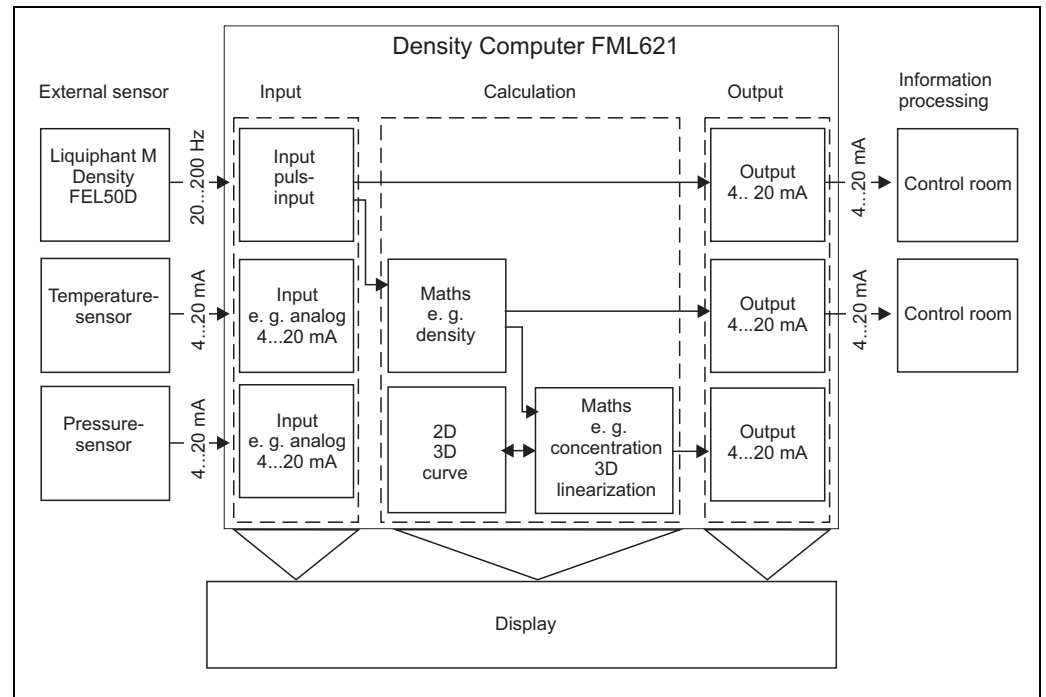 Density Computer FML621
External sensor
Input
Calculation
Output
Information
processing
Liquiphant M
Density
FEL50D
20...200 Hz
Input
puls-
input
Output
4.. 20 mA
4...20 mA
Control room
Temperature-
sensor
4...20 mA
Input
e. g. analog
4...20 mA
Maths
e. g.
density
Output
4...20 mA
4...20 mA
Control room
Pressure-
sensor
4...20 mA
Input
e. g. analog
4...20 mA
2D
3D
curve
Maths
e. g.
concentration
3D
linearization
Output
4...20 mA
Display